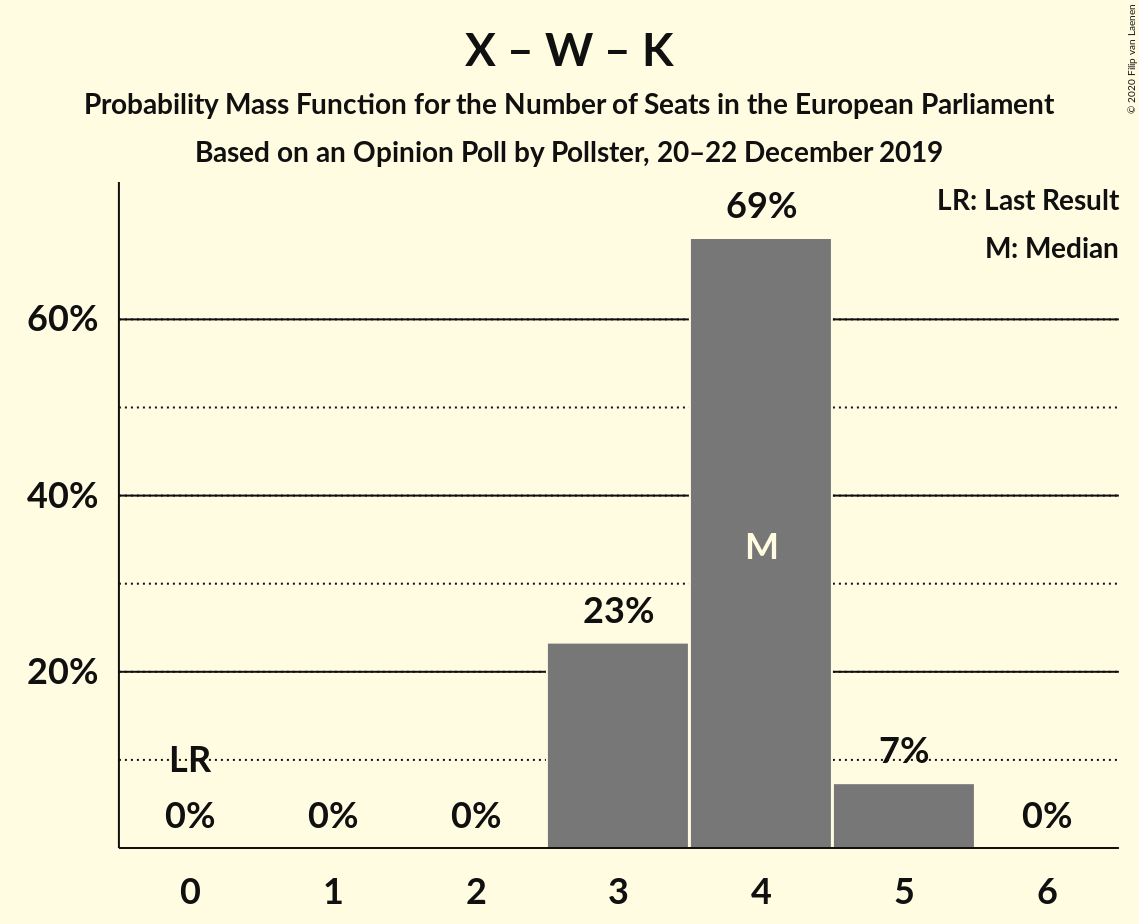 X – W – K
Probability Mass Function for the Number of Seats in the European Parliament
Based on an Opinion Poll by Pollster, 20–22 December 2019
© 2020 Filip van Laenen
LR: Last Result
M: Median
69%
60%
40%
M
23%
20%
LR
7%
0%
0%
0%
0%
0 1 2 3 4 5 6